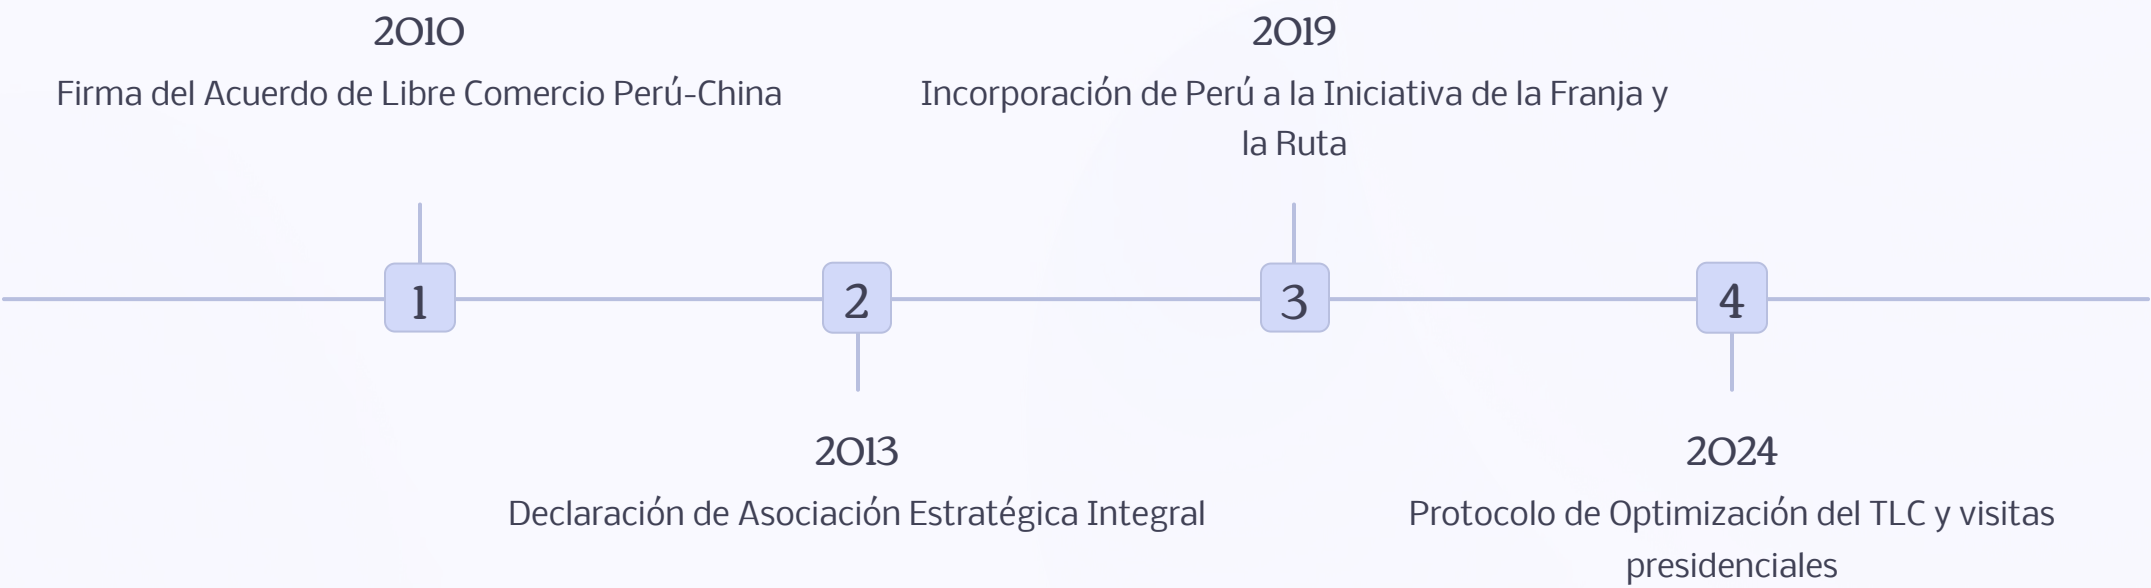 2010
Firma del Acuerdo de Libre Comercio Perú-China
2019
Incorporación de Perú a la Iniciativa de la Franja y
la Ruta
1
2
3
4
2013
Declaración de Asociación Estratégica Integral
2024
Protocolo de Optimización del TLC y visitas
presidenciales